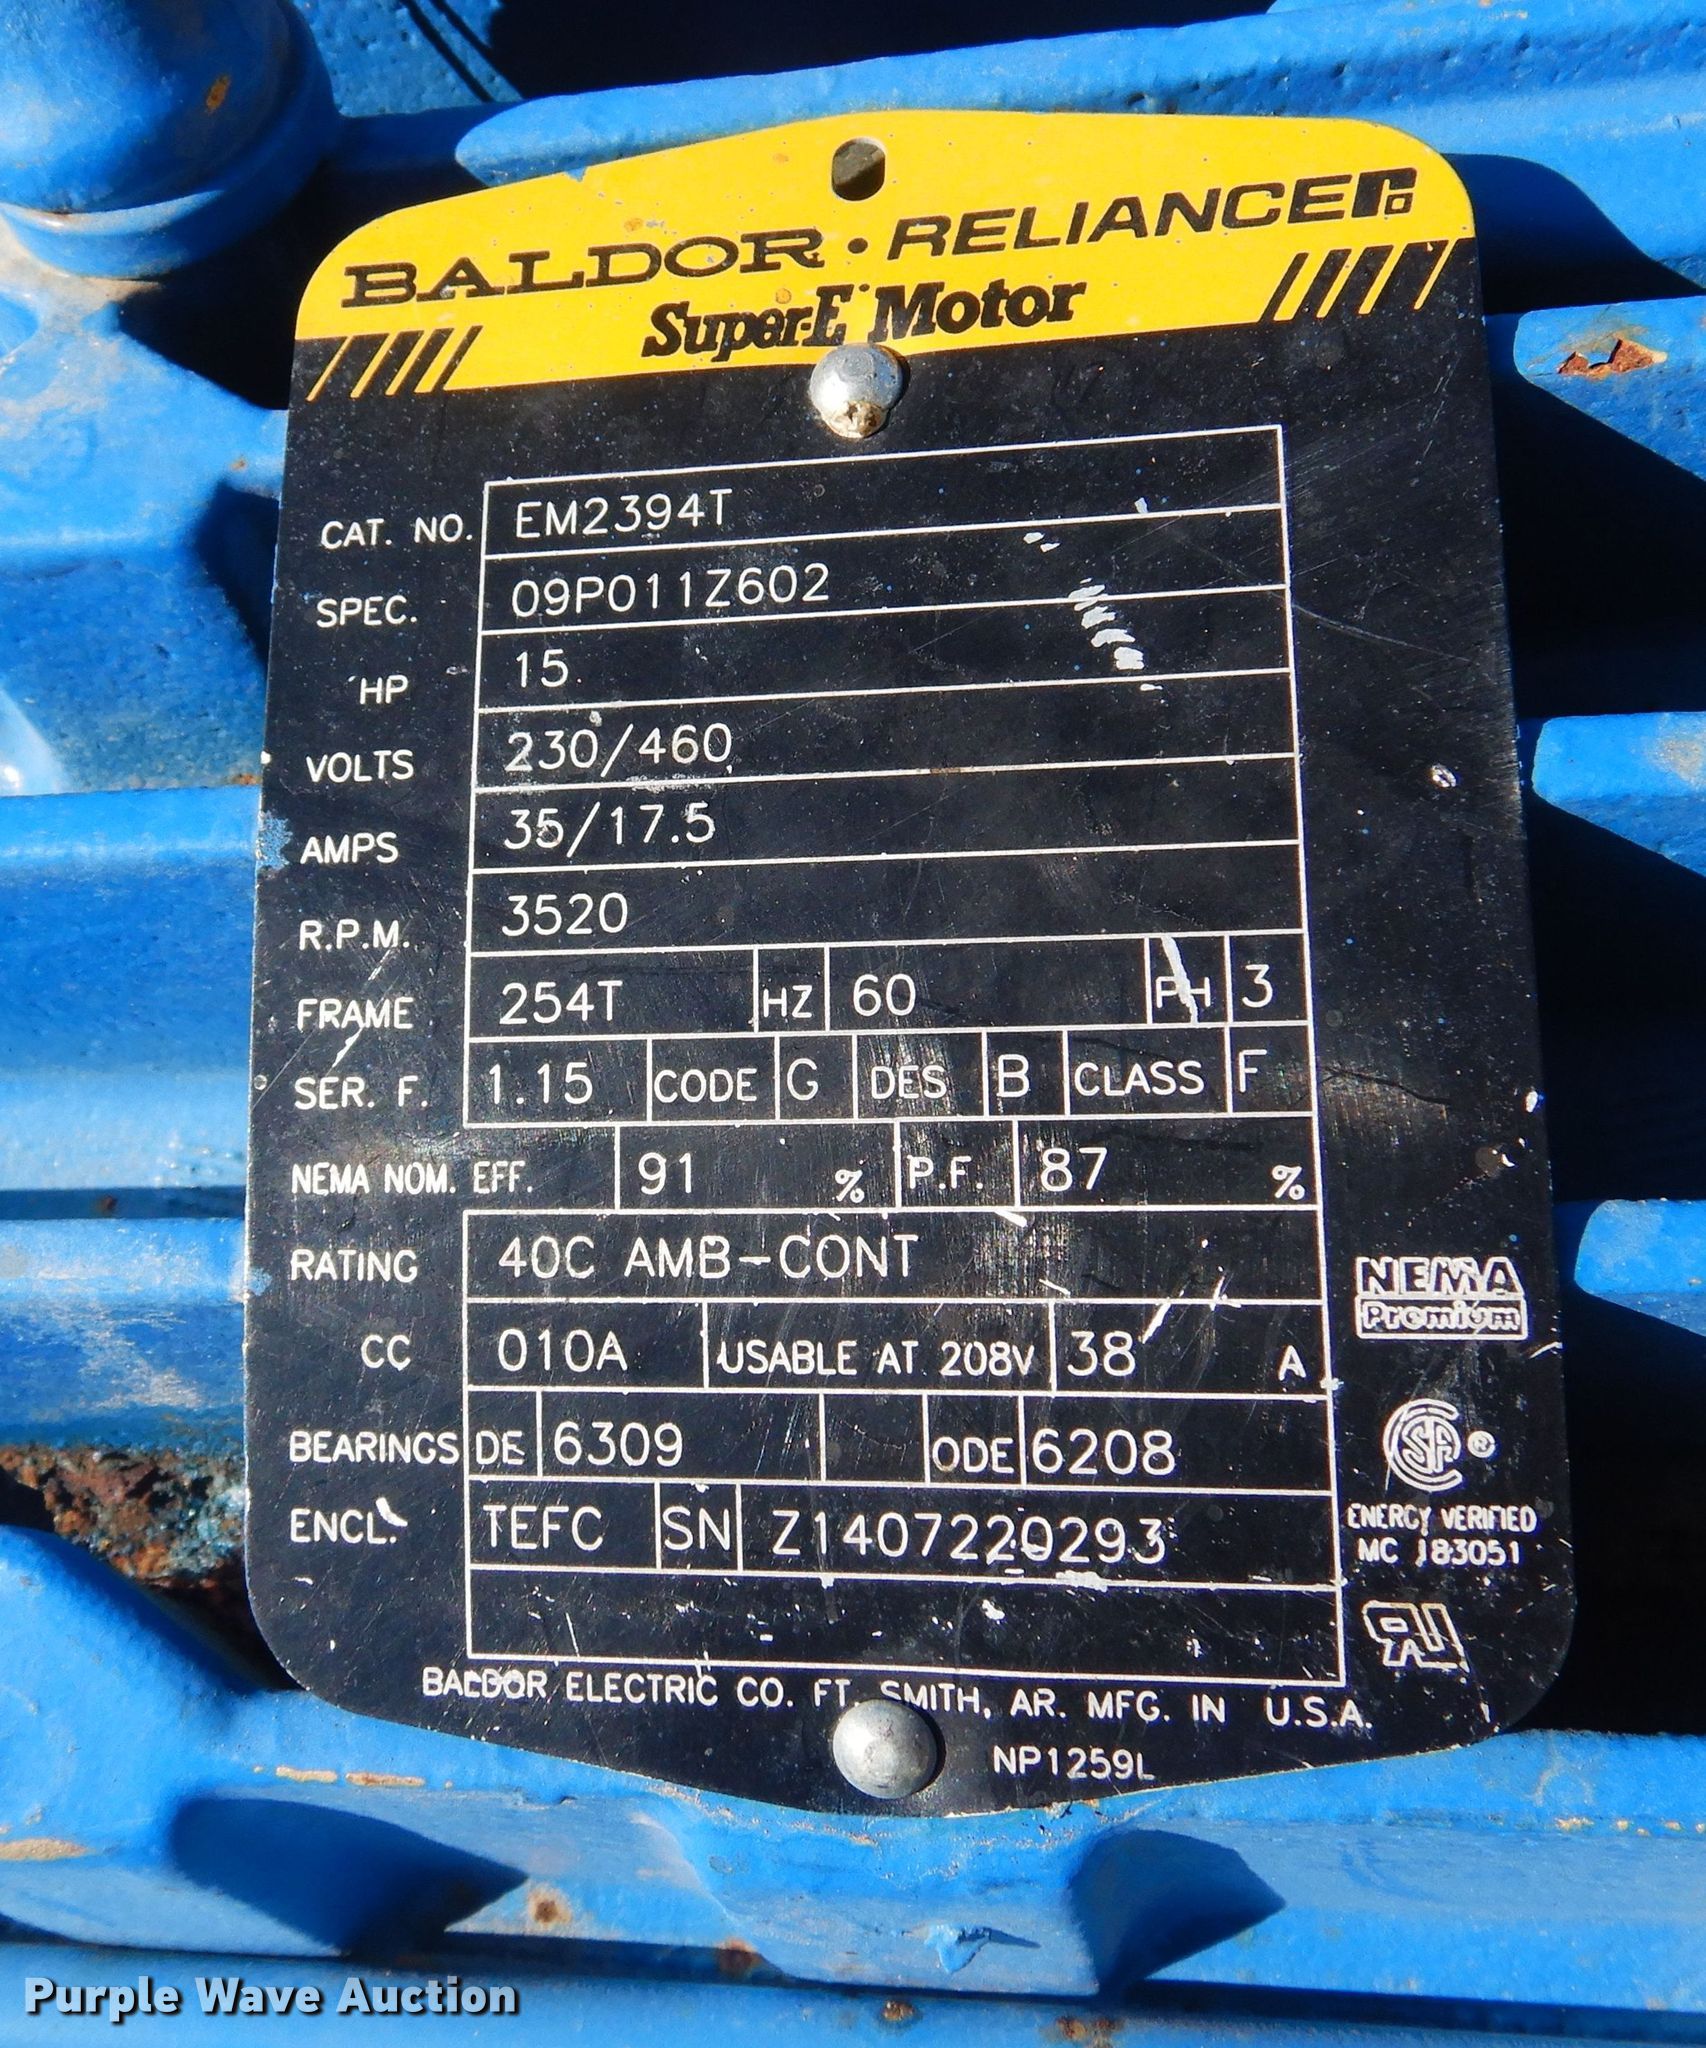 BALDOR • RELIANCE
Super-E Motor
CAT. NO. EM2394T
SPEC. 09P011Z602
HP 15
VOLTS 230/460
AMPS 35/17.5
R.P.M. 3520
FRAME 254T HZ 60 PH 3
SER. F. 1.15 CODE G DES B CLASS F
NEMA NOM. EFF. 91 % P.F. 87 %
RATING 40C AMB-CONT
CC 010A USABLE AT 208V 38 A
BEARINGS DE 6309 ODE 6208
ENCL. TEFC SN Z1407220293
NEMA
Premium
SA ®
ENERGY VERIFIED
MC 183051
BALDOR ELECTRIC CO. FT. SMITH, AR. MFG. IN U.S.A.
NP1259L
Purple Wave Auction